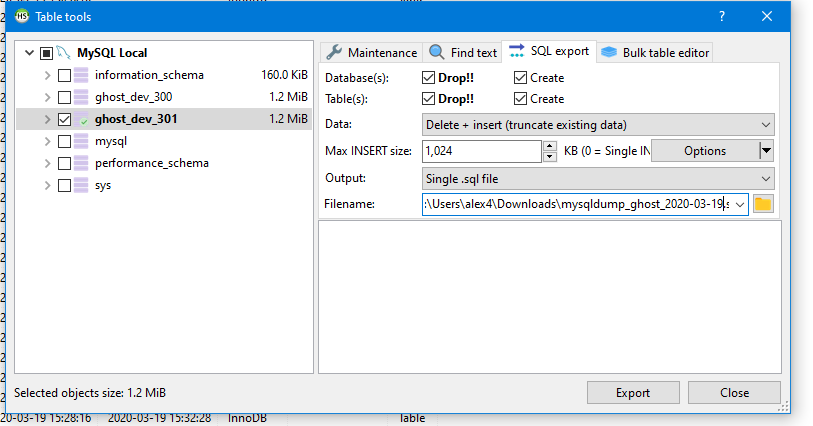 HS Table tools ? ×
MySQL Local
information_schema 160.0 KiB
ghost_dev_300 1.2 MiB
ghost_dev_301 1.2 MiB
mysql
performance_schema
sys
Maintenance Find text SQL export Bulk table editor
Database(s): Drop!! Create
Table(s): Drop!! Create
Data: Delete + insert (truncate existing data)
Max INSERT size: 1,024 KB (0 = Single IN Options
Output: Single .sql file
Filename: :\Users\alex4\Downloads\mysqldump_ghost_2020-03-19.s
Selected objects size: 1.2 MiB
Export Close
20-03-19 15:28:16 2020-03-19 15:32:28 InnoDB Table